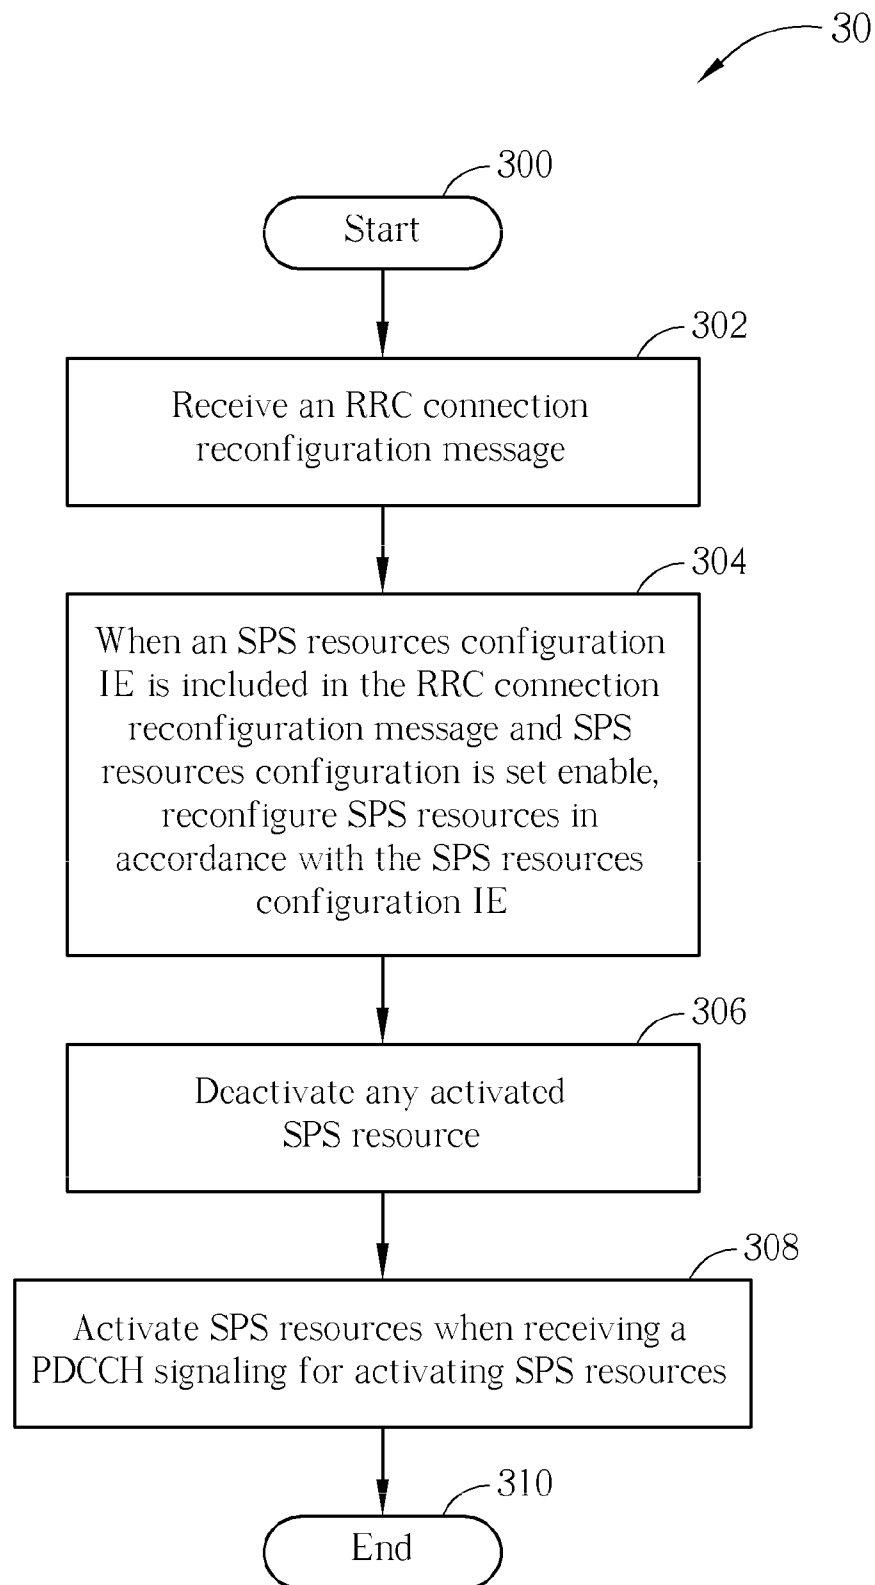 30
300
Start
302
Receive an RRC connection
reconfiguration message
304
When an SPS resources configuration
IE is included in the RRC connection
reconfiguration message and SPS
resources configuration is set enable,
reconfigure SPS resources in
accordance with the SPS resources
configuration IE
306
Deactivate any activated
SPS resource
308
Activate SPS resources when receiving a
PDCCH signaling for activating SPS resources
310
End